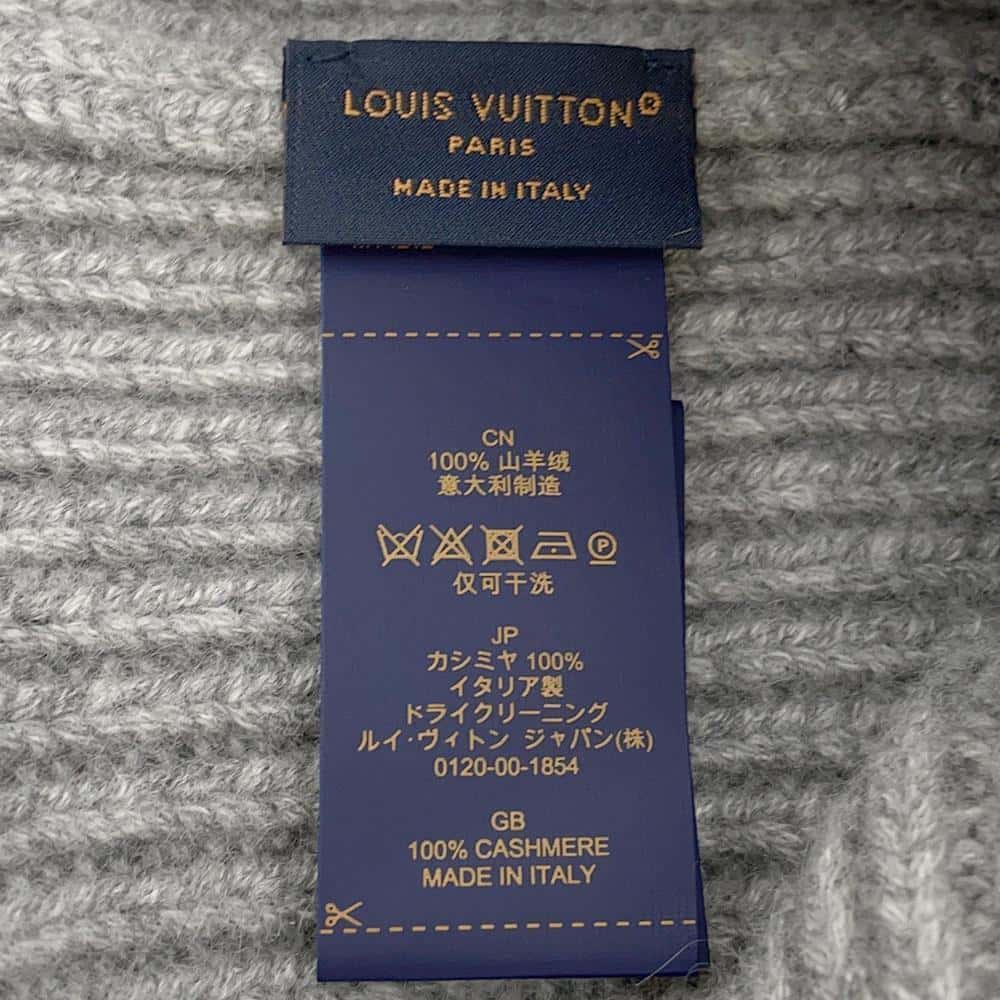 LOUIS VUITTON®
PARIS
MADE IN ITALY
CN
100% 山羊绒
意大利制造
仅可干洗
JP
カシミヤ 100%
イタリア製
ドライクリーニング
ルイ・ヴィトン ジャパン(株)
0120-00-1854
GB
100% CASHMERE
MADE IN ITALY